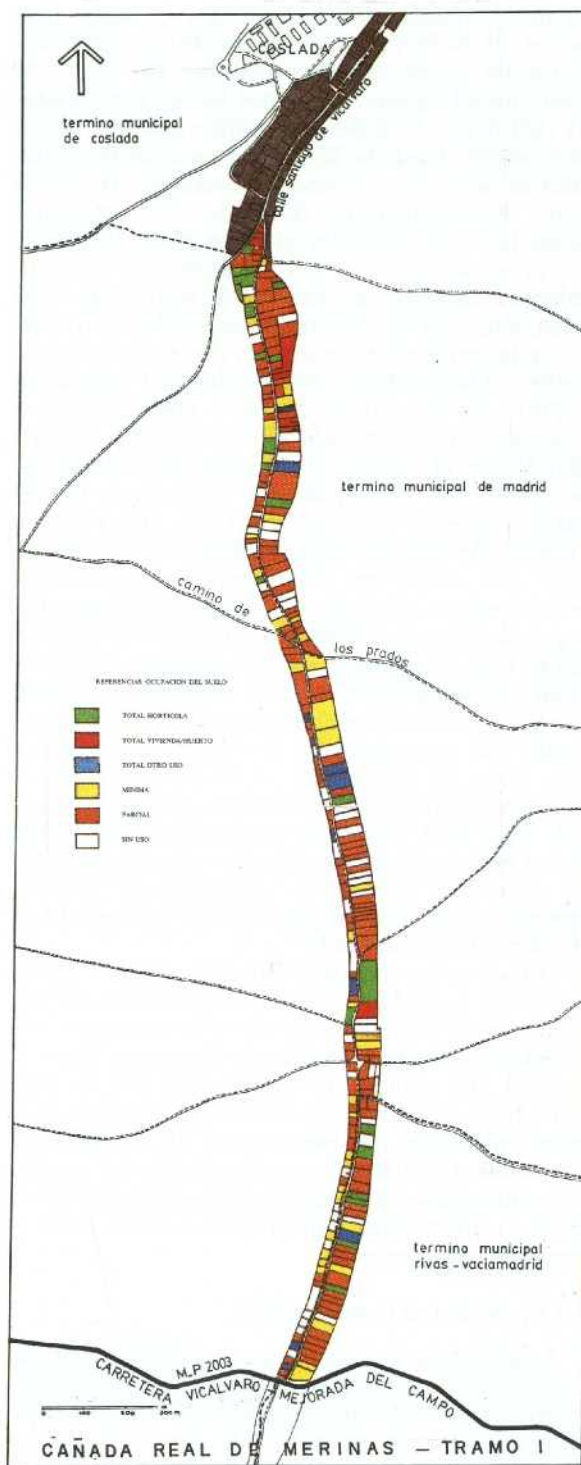 COSLADA
termino municipal
de coslada
calle santiago de vicalvaro
termino municipal de madrid
camino de
los prados
REFERENCIAS OCUPACION DEL SUELO
TOTAL HORTICOLA
TOTAL VIVIENDA/HUERTO
TOTAL OTRO USO
MINIMA
PARCIAL
SIN USO
termino municipal
rivas - vaciamadrid
M_P 2003
CARRETERA VICALVARO MEJORADA DEL CAMPO
0
CAÑADA REAL DE MERINAS – TRAMO I